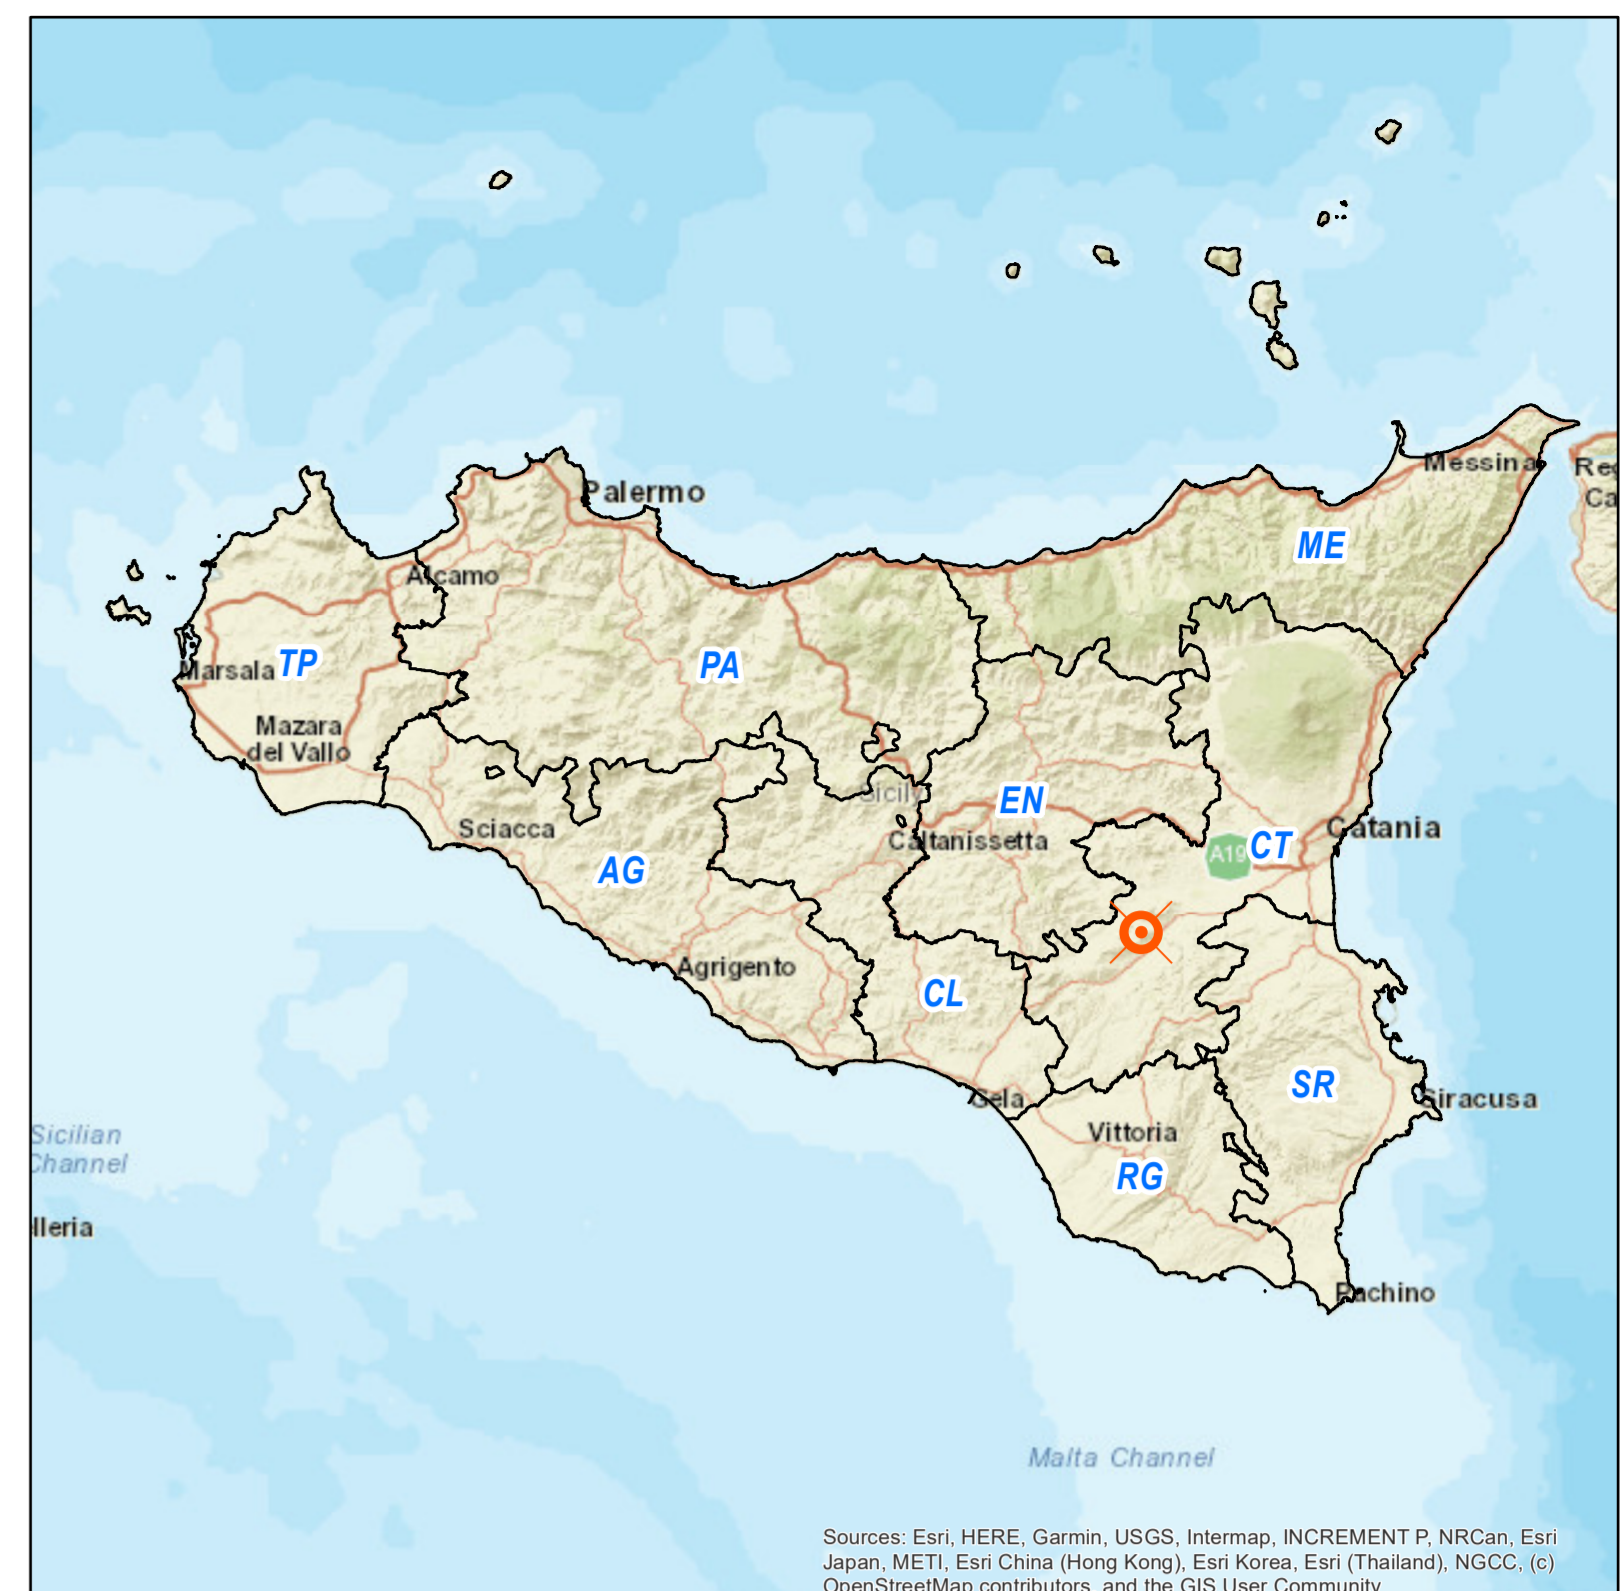 Palermo
Messina
Reg
Ca
ME
Alcamo
TP
Marsala
PA
Mazara
del Vallo
Sicily
EN
Sciacca
Caltanissetta
Catania
A19
CT
AG
Agrigento
CL
SR
Gela
Siracusa
Vittoria
Sicilian
Channel
RG
lleria
Pachino
Malta Channel
Sources: Esri, HERE, Garmin, USGS, Intermap, INCREMENT P, NRCan, Esri
Japan, METI, Esri China (Hong Kong), Esri Korea, Esri (Thailand), NGCC, (c)
OpenStreetMap contributors, and the GIS User Community